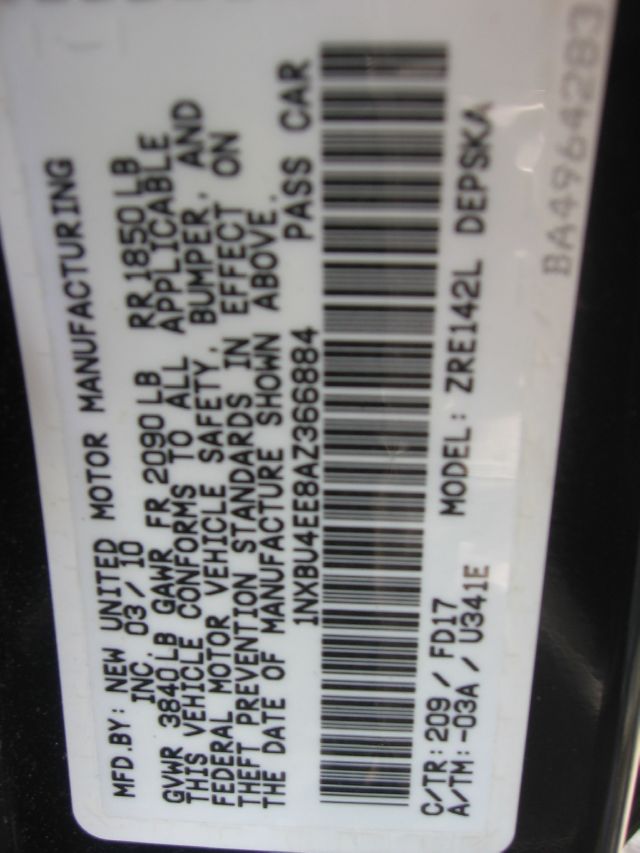 MFD.BY: NEW UNITED MOTOR MANUFACTURING
INC. 03/10
GVWR 3840LB GAWR FR 2090LB RR 1850LB
THIS VEHICLE CONFORMS TO ALL APPLICABLE
FEDERAL MOTOR VEHICLE SAFETY, BUMPER, AND
THEFT PREVENTION STANDARDS IN EFFECT ON
THE DATE OF MANUFACTURE SHOWN ABOVE.
1NXBU4EE8AZ366884 PASS CAR
C/TR:209/FD17 MODEL: ZRE142L DEPSKA
A/TM:-03A/U341E
BA4964283